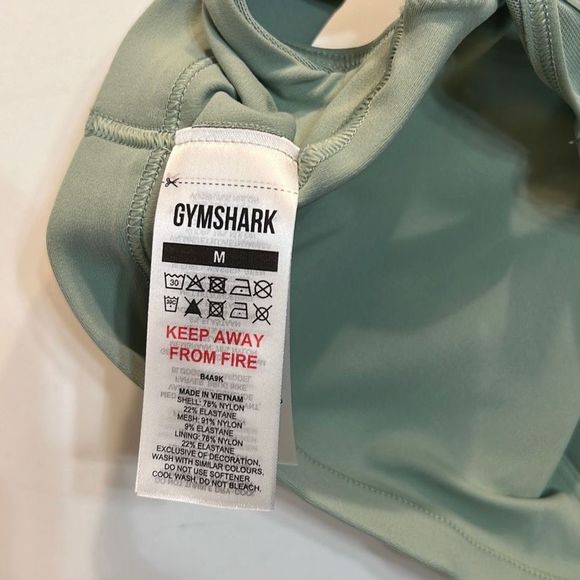 GYMSHARK
M
30
30C
KEEP AWAY
FROM FIRE
B4A9K
MADE IN VIETNAM
SHELL: 78% NYLON
22% ELASTANE
MESH: 91% NYLON
9% ELASTANE
LINING: 78% NYLON
22% ELASTANE
EXCLUSIVE OF DECORATION,
WASH WITH SIMILAR COLOURS,
DO NOT USE SOFTENER
COOL WASH, DO NOT BLEACH.